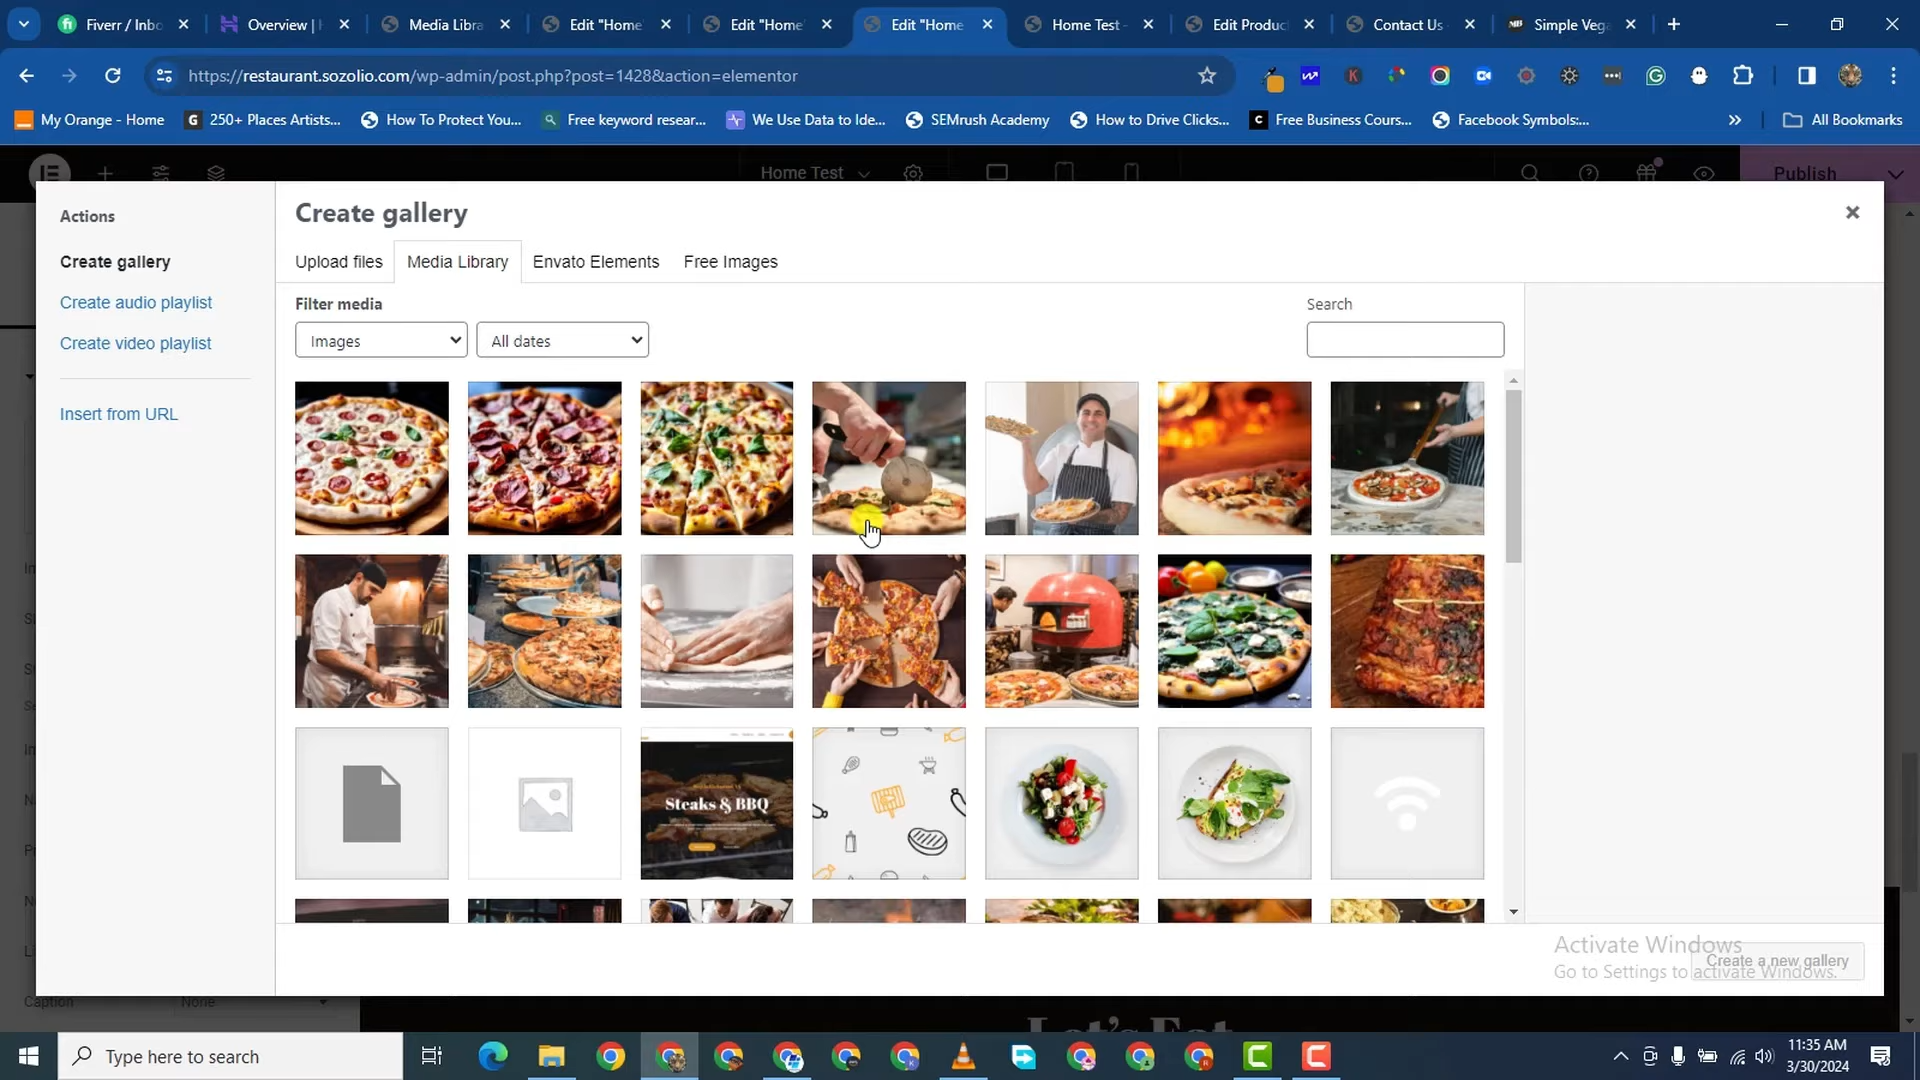 Fiverr / Inbo
Overview |
Media Libra
Edit "Home
Edit "Home"
Edit "Home
Home Test -
Edit Produc
Contact Us
Simple Vega
https://restaurant.sozolio.com/wp-admin/post.php?post=1428&action=elementor
My Orange - Home
250+ Places Artists...
How To Protect You...
Free keyword resear...
We Use Data to Ide...
SEMrush Academy
How to Drive Clicks...
Free Business Cours...
Facebook Symbols:...
All Bookmarks
Home Test
Publish
Actions
Create gallery
Create audio playlist
Create video playlist
Insert from URL
Create gallery
Upload files
Media Library
Envato Elements
Free Images
Filter media
Images
All dates
Search
Steaks & BBQ
Activate Windows
Go to Settings to activate Windows.
Create a new gallery
Caption
None
Let's Eat
Type here to search
11:35 AM
3/30/2024